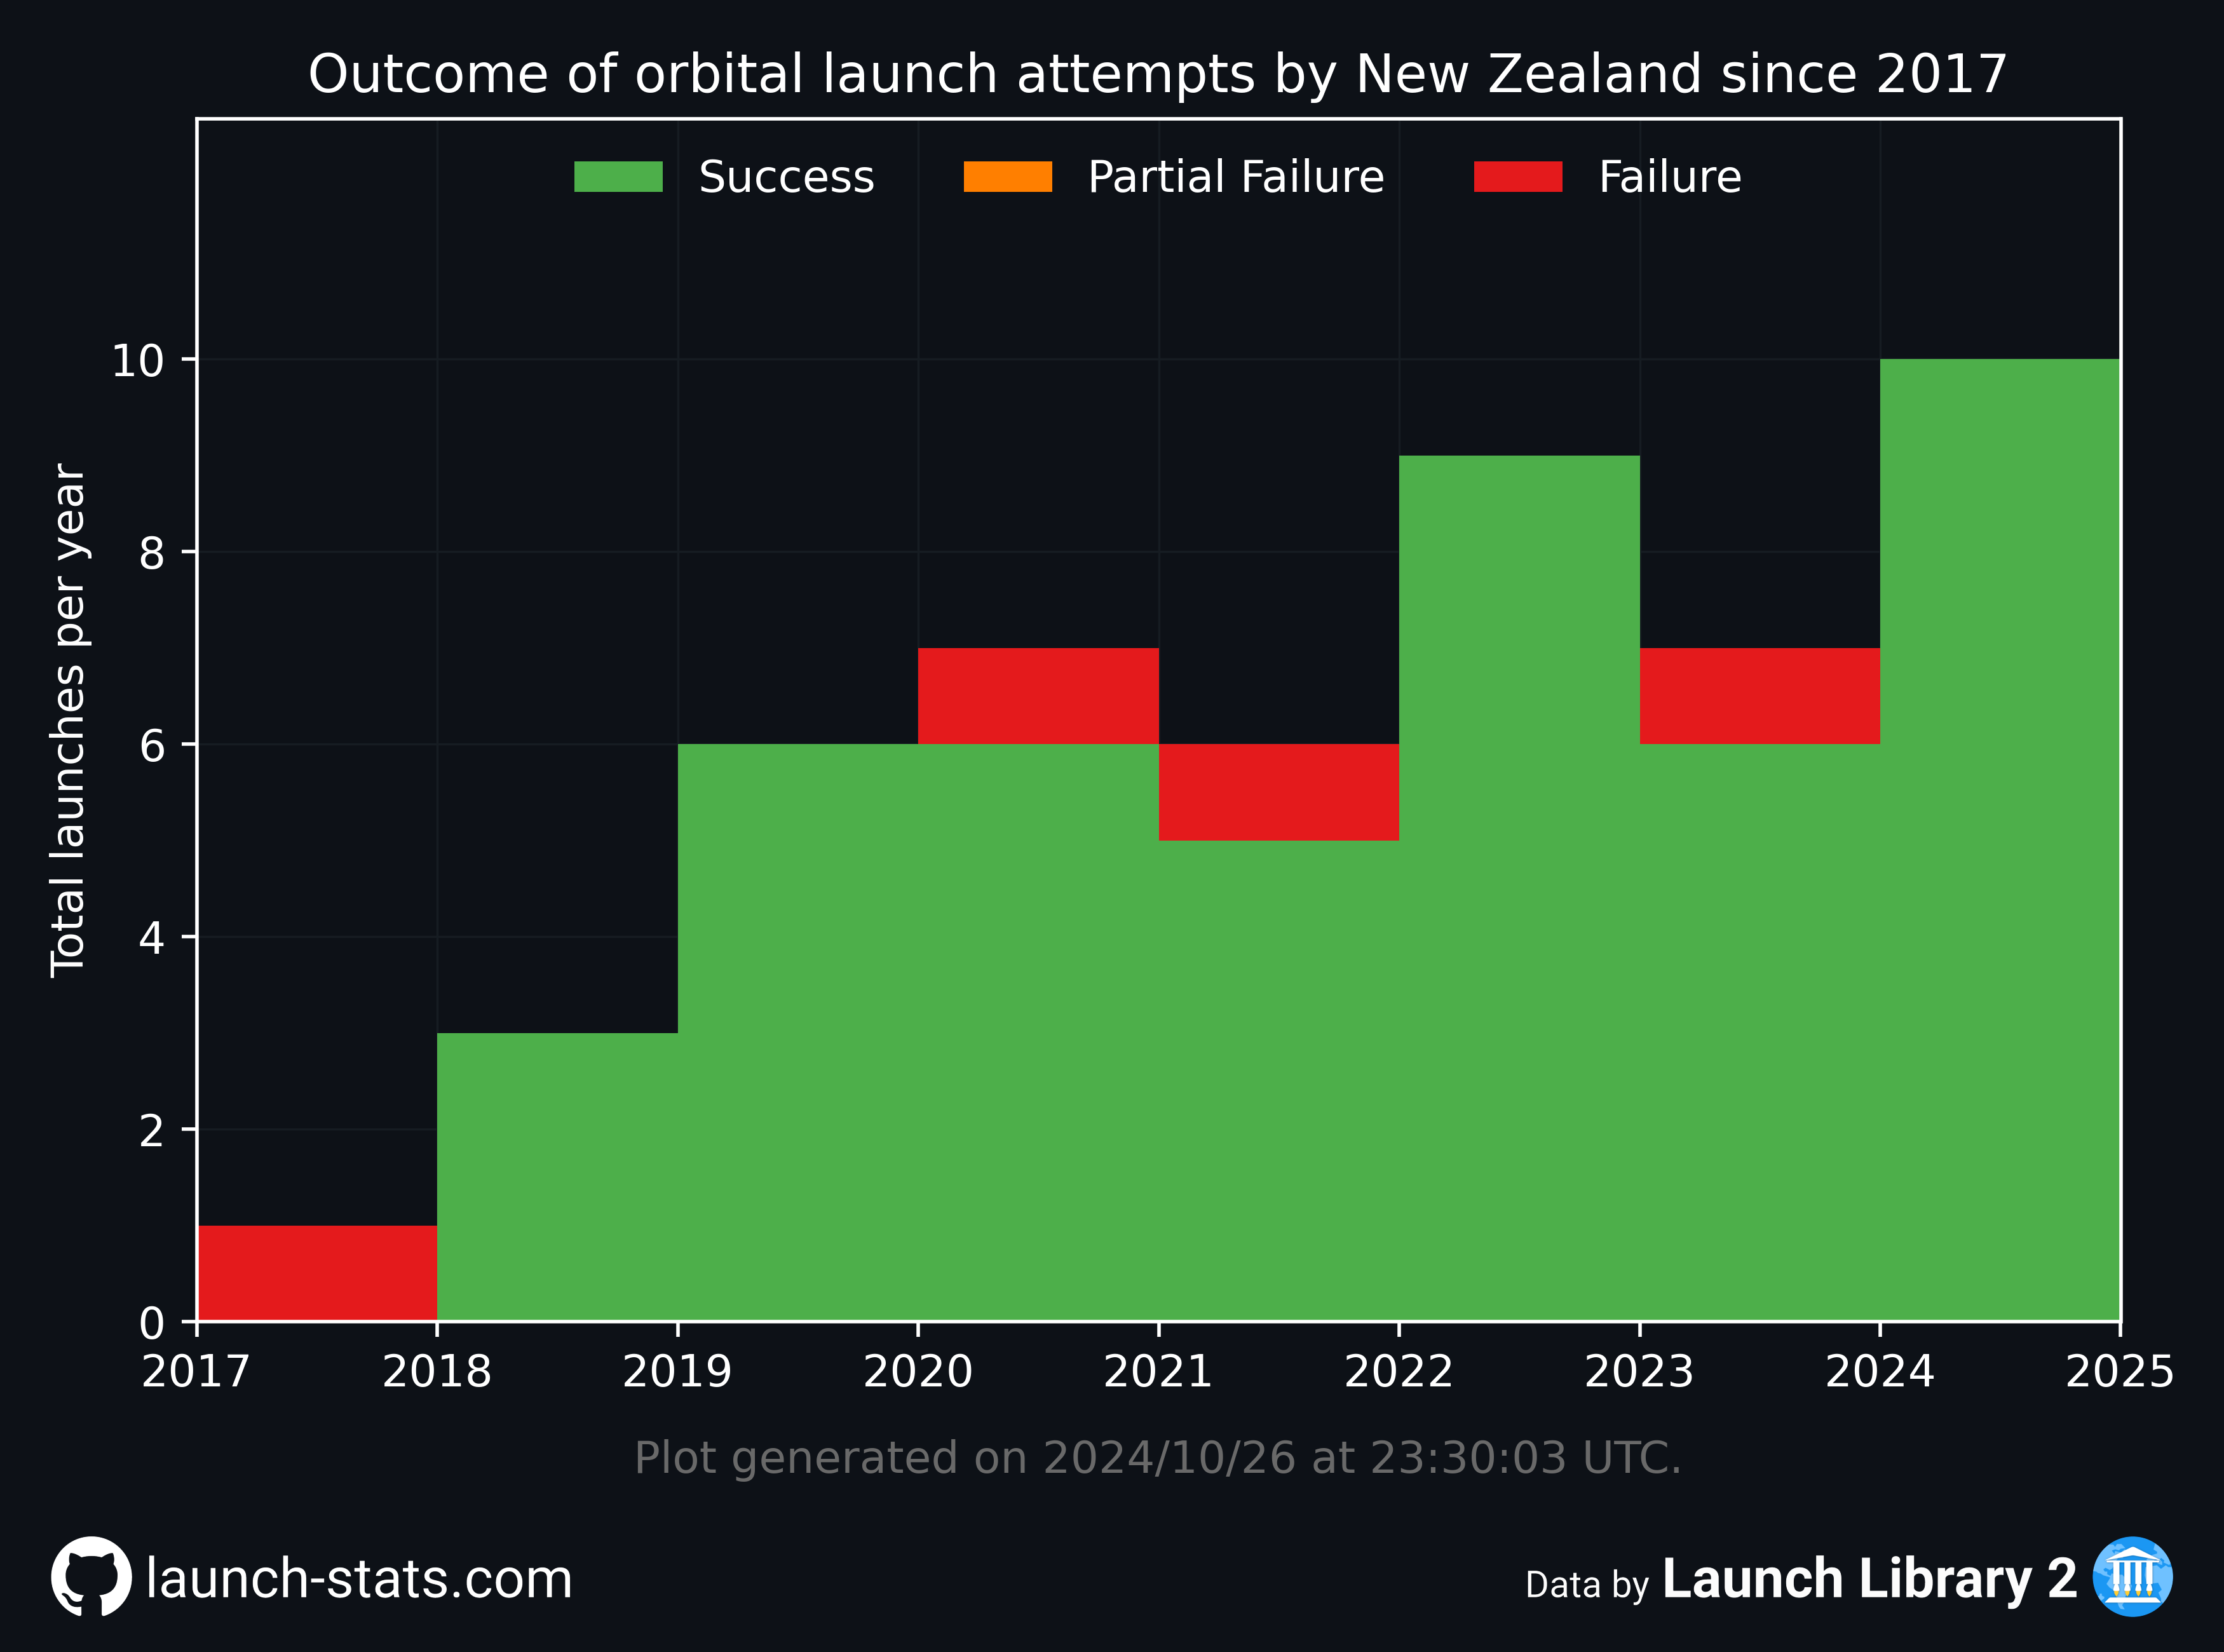 Outcome of orbital launch attempts by New Zealand since 2017
Success Partial Failure Failure
Total launches per year
10
8
6
4
2
0
2017 2018 2019 2020 2021 2022 2023 2024 2025
Plot generated on 2024/10/26 at 23:30:03 UTC.
launch-stats.com
Data by Launch Library 2